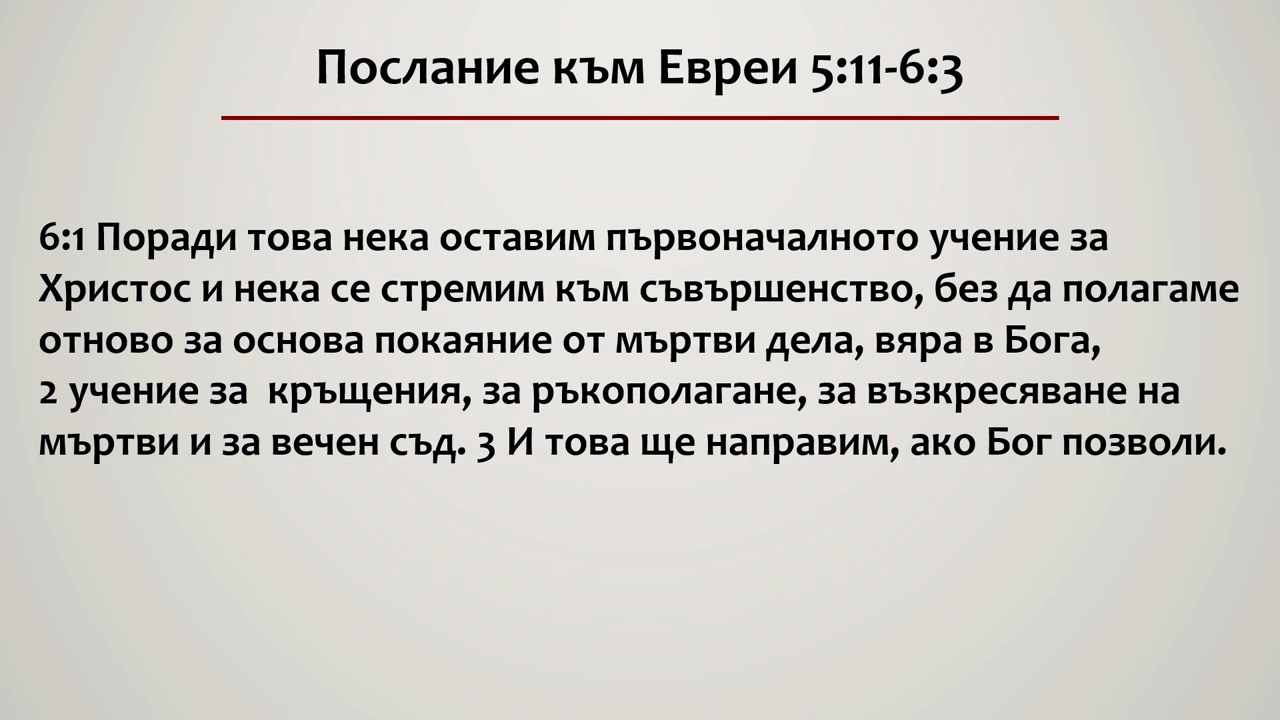 Послание към Евреи 5:11-6:3
6:1 Поради това нека оставим първоначалното учение за
Христос и нека се стремим към съвършенство, без да полагаме
отново за основа покаяние от мъртви дела, вяра в Бога,
2 учение за  кръщения, за ръкополагане, за възкресяване на
мъртви и за вечен съд. 3 И това ще направим, ако Бог позволи.